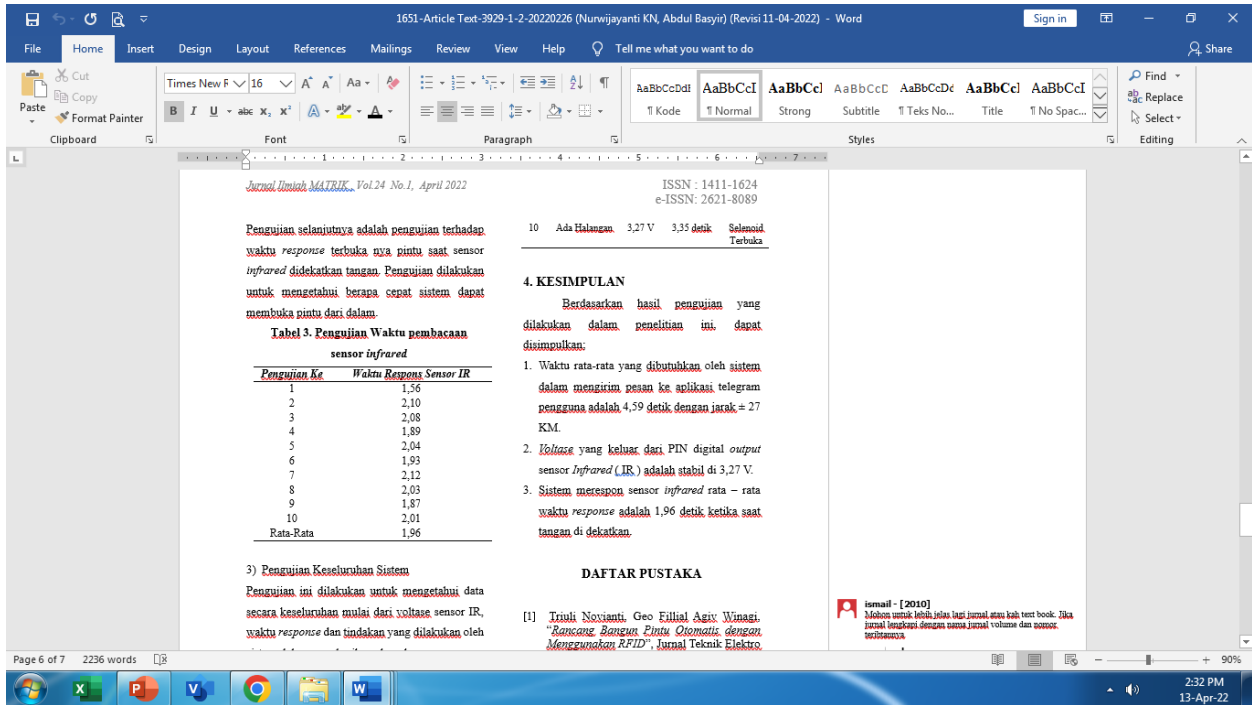 1651-Article Text-3929-1-2-20220226 (Nurwijayanti KN, Abdul Basyir) (Revisi 11-04-2022) - Word
Sign in
File Home Insert Design Layout References Mailings Review View Help Tell me what you want to do
Share
Paste
Cut
Copy
Format Painter
Clipboard
Times New F 16
Font
Paragraph
AaBbCcDdI AaBbCcI AaBbCcI AaBbCcD AaBbCcDd AaBbCcI AaBbCcI
¶ Kode ¶ Normal Strong Subtitle ¶ Teks No... Title ¶ No Spac...
Styles
Find
Replace
Select
Editing
1 2 3 4 5 6 7
Jurnal Ilmiah MATRIK, Vol.24 No.1, April 2022
ISSN : 1411-1624
e-ISSN: 2621-8089
Pengujian selanjutnya adalah pengujian terhadap
waktu response terbuka nya pintu saat sensor
infrared didekatkan tangan. Pengujian dilakukan
untuk mengetahui berapa cepat sistem dapat
membuka pintu dari dalam.
Tabel 3. Pengujian Waktu pembacaan
sensor infrared
Pengujian Ke Waktu Respons Sensor IR
1 1,56
2 2,10
3 2,08
4 1,89
5 2,04
6 1,93
7 2,12
8 2,03
9 1,87
10 2,01
Rata-Rata 1,96
3) Pengujian Keseluruhan Sistem
Pengujian ini dilakukan untuk mengetahui data
secara keseluruhan mulai dari voltase sensor IR,
waktu response dan tindakan yang dilakukan oleh
10 Ada Halangan 3,27 V 3,35 detik Selenoid
Terbuka
4. KESIMPULAN
Berdasarkan hasil pengujian yang
dilakukan dalam penelitian ini, dapat
disimpulkan:
1. Waktu rata-rata yang dibutuhkan oleh sistem
dalam mengirim pesan ke aplikasi telegram
pengguna adalah 4,59 detik dengan jarak ± 27
KM.
2. Voltase yang keluar dari PIN digital output
sensor Infrared ( IR ) adalah stabil di 3,27 V.
3. Sistem merespon sensor infrared rata – rata
waktu response adalah 1,96 detik ketika saat
tangan di dekatkan.
DAFTAR PUSTAKA
[1] Triuli Novianti, Geo Fillial Agiv Winagi,
“Rancang Bangun Pintu Otomatis dengan
Menggunakan RFID”, Jurnal Teknik Elektro
ismail - [2010]
Mohon untuk lebih jelas lagi jurnal atau kah text book. Jika
jurnal lengkapi dengan nama jurnal volume dan nomor
teribtannya
Page 6 of 7 2236 words
90%
2:32 PM
13-Apr-22